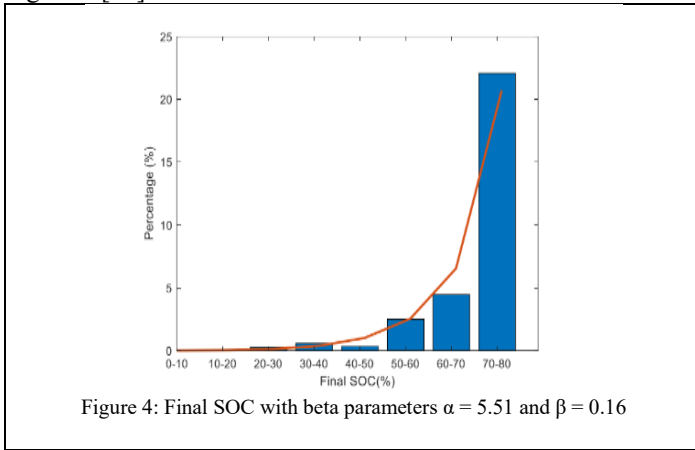 25
20
15
10
5
0
Percentage (%)
0-10 10-20 20-30 30-40 40-50 50-60 60-70 70-80
Final SOC(%)
Figure 4: Final SOC with beta parameters α = 5.51 and β = 0.16